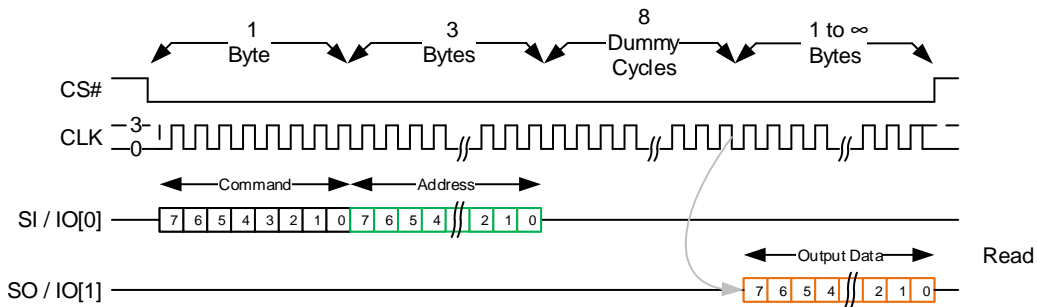 1
Byte
3
Bytes
8
Dummy
Cycles
1 to ∞
Bytes
CS#
CLK
3
0
Command
Address
SI / IO[0]
7 6 5 4 3 2 1 0 7 6 5 4 2 1 0
Output Data
Read
SO / IO[1]
7 6 5 4 2 1 0